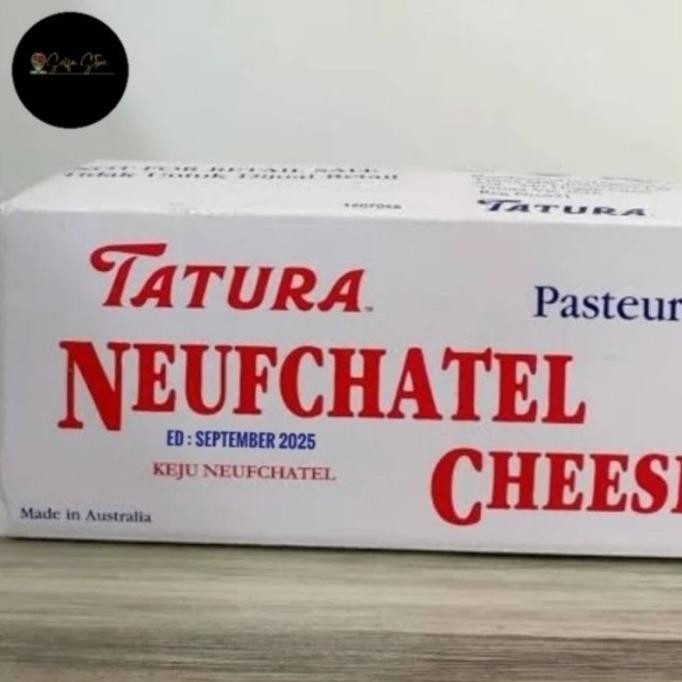 NOT FOR RETAIL SALE
Tidak Untuk Dijual Retail
TATURA
TATURA
Pasteur
NEUFCHATEL
ED : SEPTEMBER 2025
KEJU NEUFCHATEL
CHEES
Made in Australia